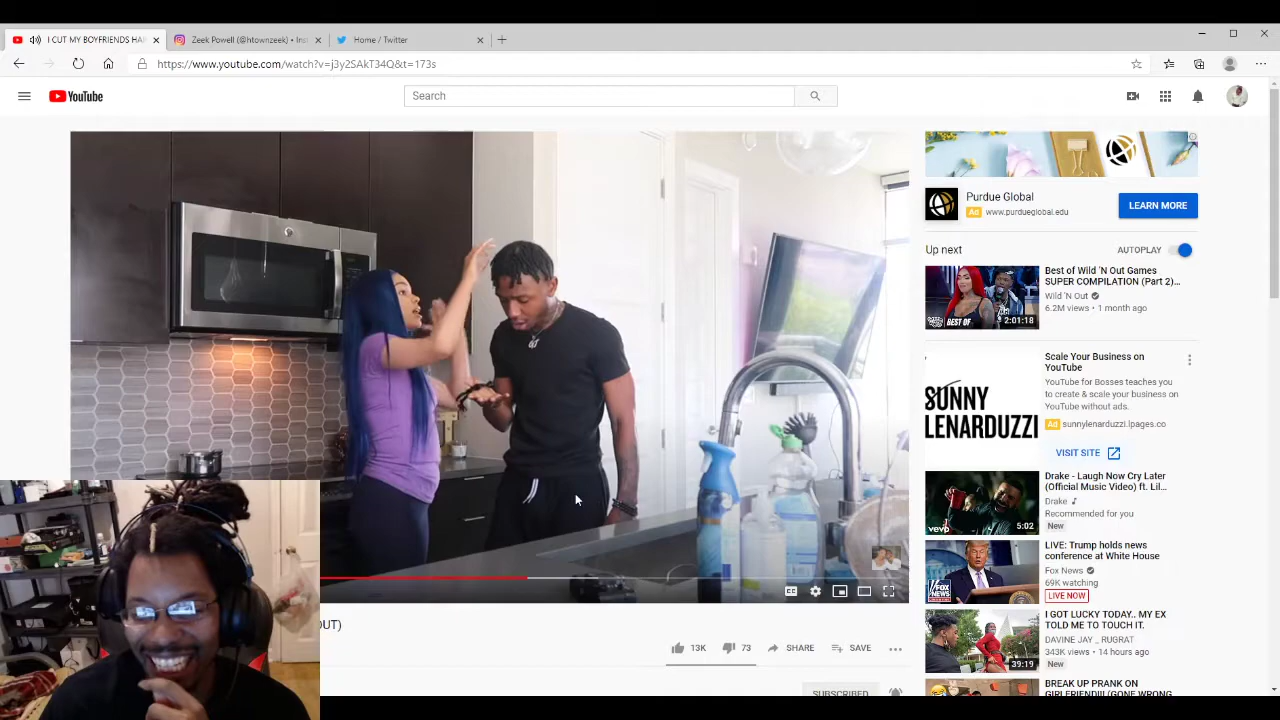 I CUT MY BOYFRIENDS HAI
Zeek Powell (@htownzeek) • Inst
Home / Twitter
https://www.youtube.com/watch?v=j3y2SAkT34Q&t=173s
YouTube
Search
Purdue Global
Ad www.purdueglobal.edu
LEARN MORE
Up next
AUTOPLAY
Best of Wild 'N Out Games
SUPER COMPILATION (Part 2)...
Wild 'N Out
6.2M views • 1 month ago
BEST OF
2:01:18
Scale Your Business on
YouTube
YouTube for Bosses teaches you
to create & scale your business on
YouTube without ads.
Ad sunnylenarduzzi.lpages.co
SUNNY
LENARDUZZI
VISIT SITE
Drake - Laugh Now Cry Later
(Official Music Video) ft. Lil...
Drake
Recommended for you
New
vevo
5:02
LIVE: Trump holds news
conference at White House
Fox News
69K watching
LIVE NOW
I GOT LUCKY TODAY.. MY EX
TOLD ME TO TOUCH IT.
DAVINE JAY _ RUGRAT
343K views • 14 hours ago
New
39:19
BREAK UP PRANK ON
GIRLFRIEND!!! (GONE WRONG
OUT)
13K
73
SHARE
SAVE
SUBSCRIBED